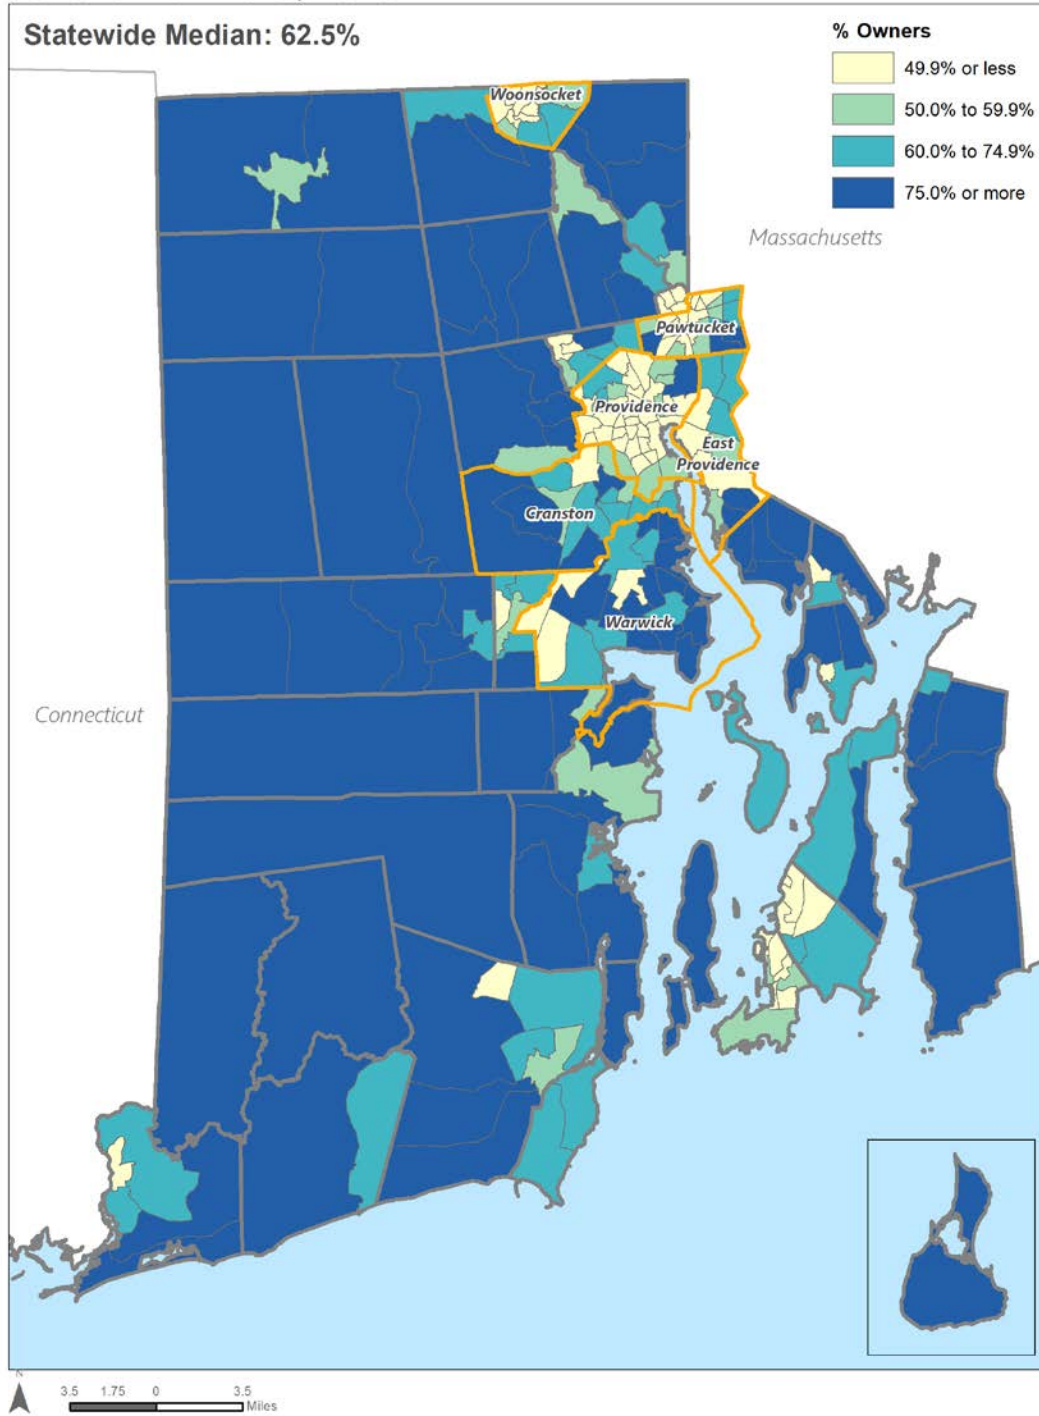 Statewide Median: 62.5%
% Owners
49.9% or less
50.0% to 59.9%
60.0% to 74.9%
75.0% or more
Woonsocket
Massachusetts
Pawtucket
Providence
East
Providence
Cranston
Warwick
Connecticut
N
3.5 1.75 0 3.5
Miles